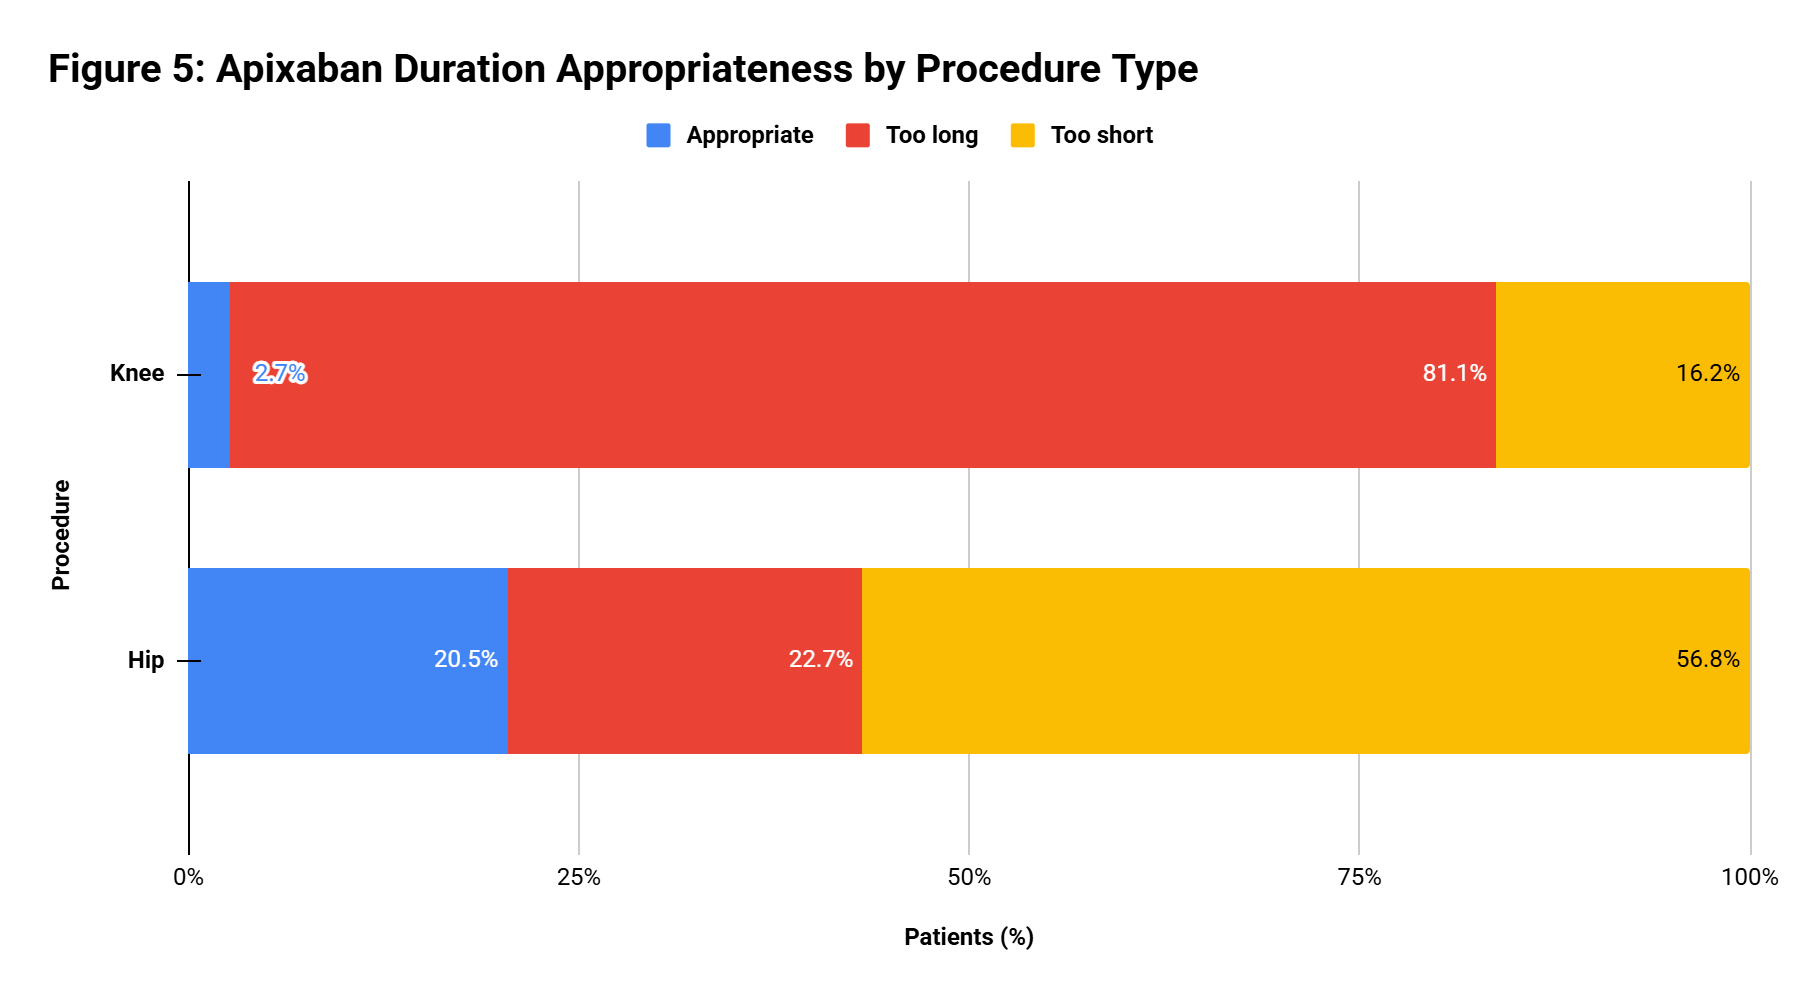 Figure 5: Apixaban Duration Appropriateness by Procedure Type
Appropriate Too long Too short
Knee 2.7% 81.1% 16.2%
Procedure
Hip 20.5% 22.7% 56.8%
0% 25% 50% 75% 100%
Patients (%)